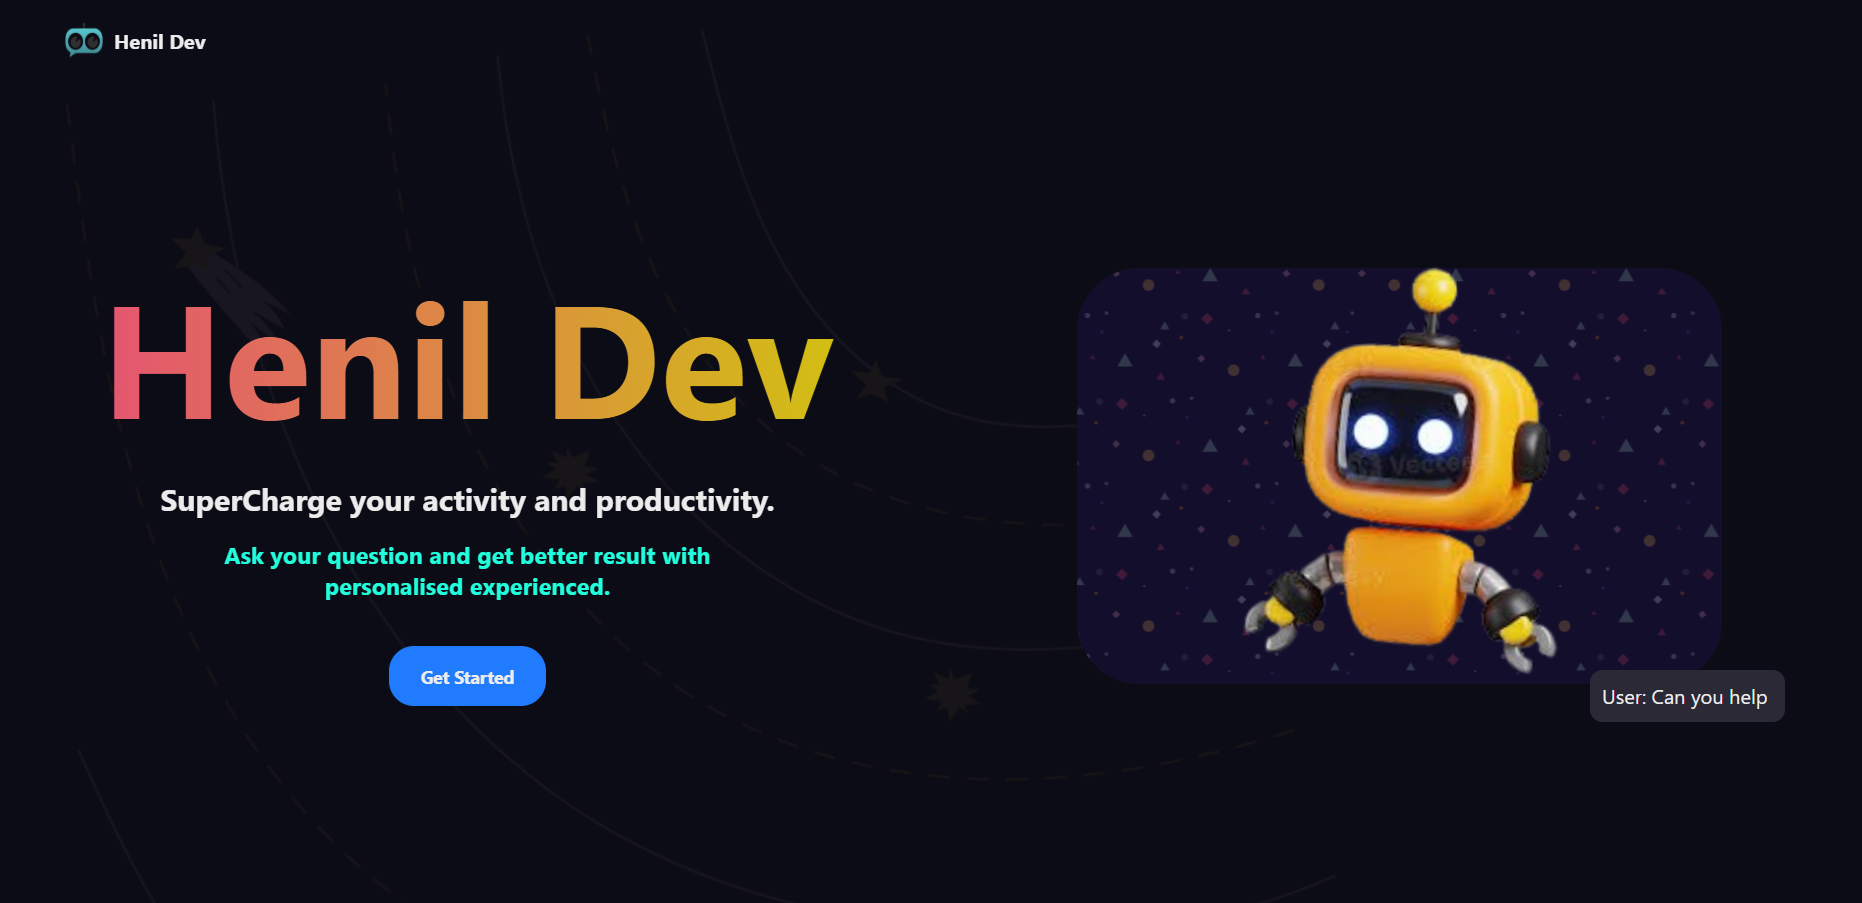 Henil Dev
Henil Dev
SuperCharge your activity and productivity.
Ask your question and get better result with
personalised experienced.
Get Started
User: Can you help